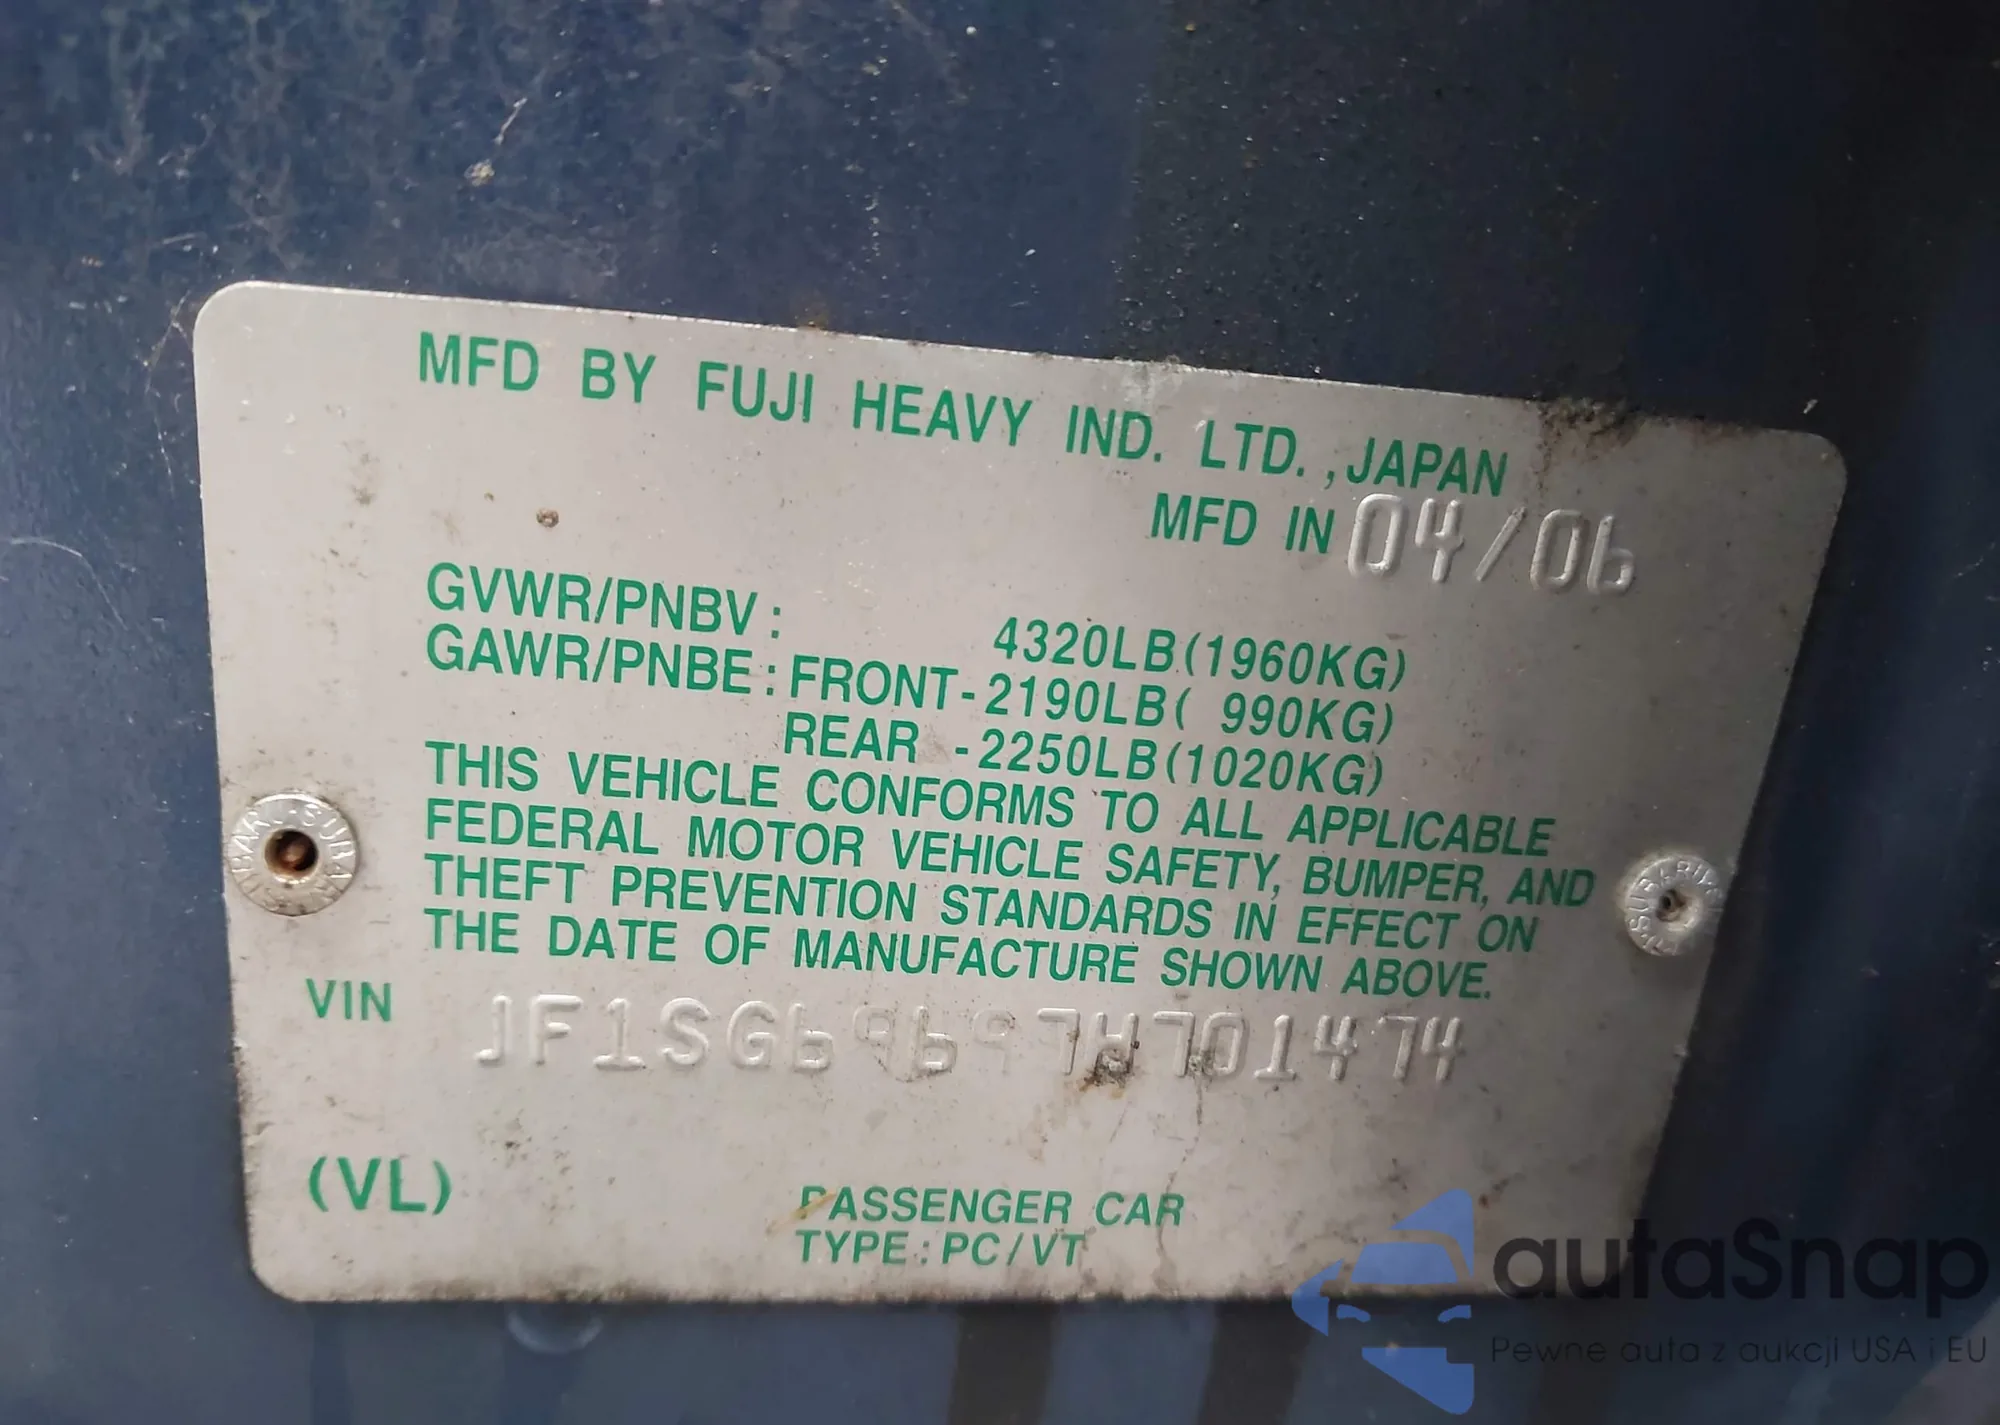 MFD BY FUJI HEAVY IND. LTD. ,JAPAN
MFD IN 04/06
GVWR/PNBV : 4320LB(1960KG)
GAWR/PNBE : FRONT-2190LB( 990KG)
REAR -2250LB(1020KG)
THIS VEHICLE CONFORMS TO ALL APPLICABLE
FEDERAL MOTOR VEHICLE SAFETY, BUMPER, AND
THEFT PREVENTION STANDARDS IN EFFECT ON
THE DATE OF MANUFACTURE SHOWN ABOVE.
VIN JF1SG69697H701474
(VL)
PASSENGER CAR
TYPE : PC/VT
autaSnap
Pewne auta z aukcji USA i EU